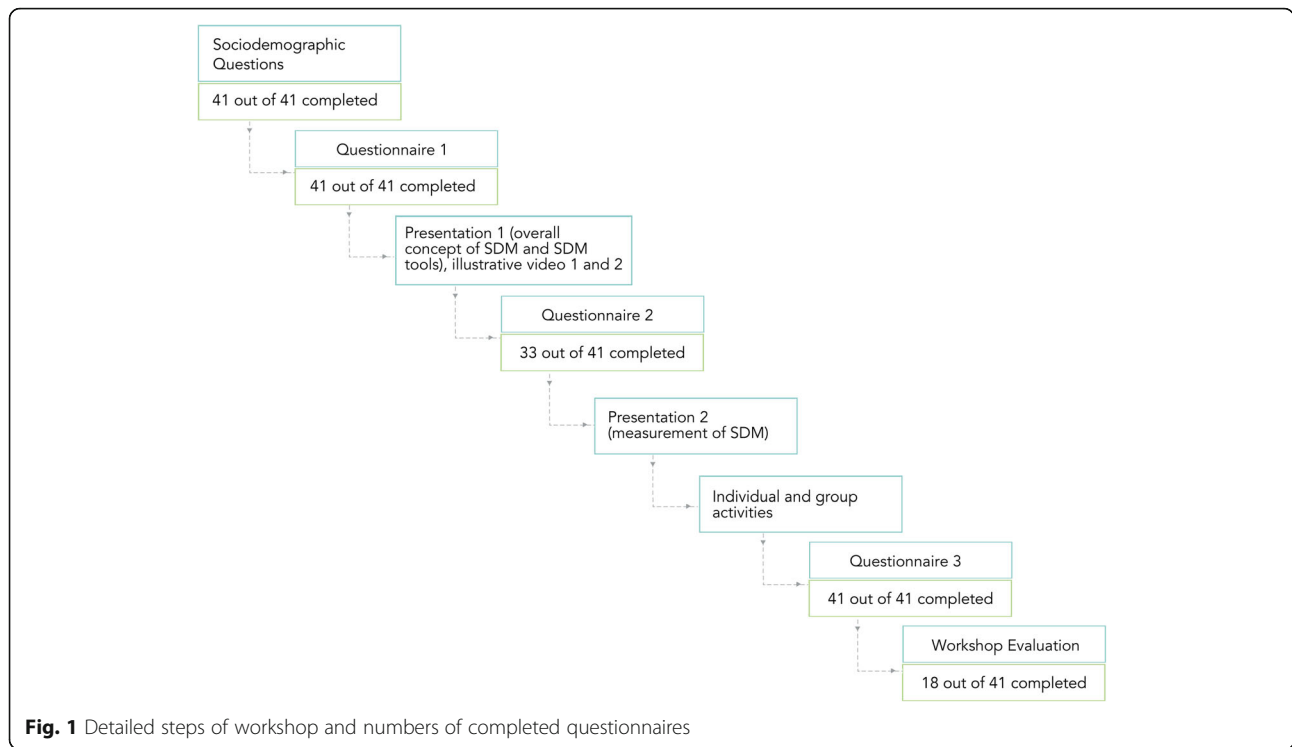 Sociodemographic
Questions
41 out of 41 completed
Questionnaire 1
41 out of 41 completed
Presentation 1 (overall
concept of SDM and SDM
tools), illustrative video 1 and 2
Questionnaire 2
33 out of 41 completed
Presentation 2
(measurement of SDM)
Individual and group
activities
Questionnaire 3
41 out of 41 completed
Workshop Evaluation
18 out of 41 completed
Fig. 1 Detailed steps of workshop and numbers of completed questionnaires